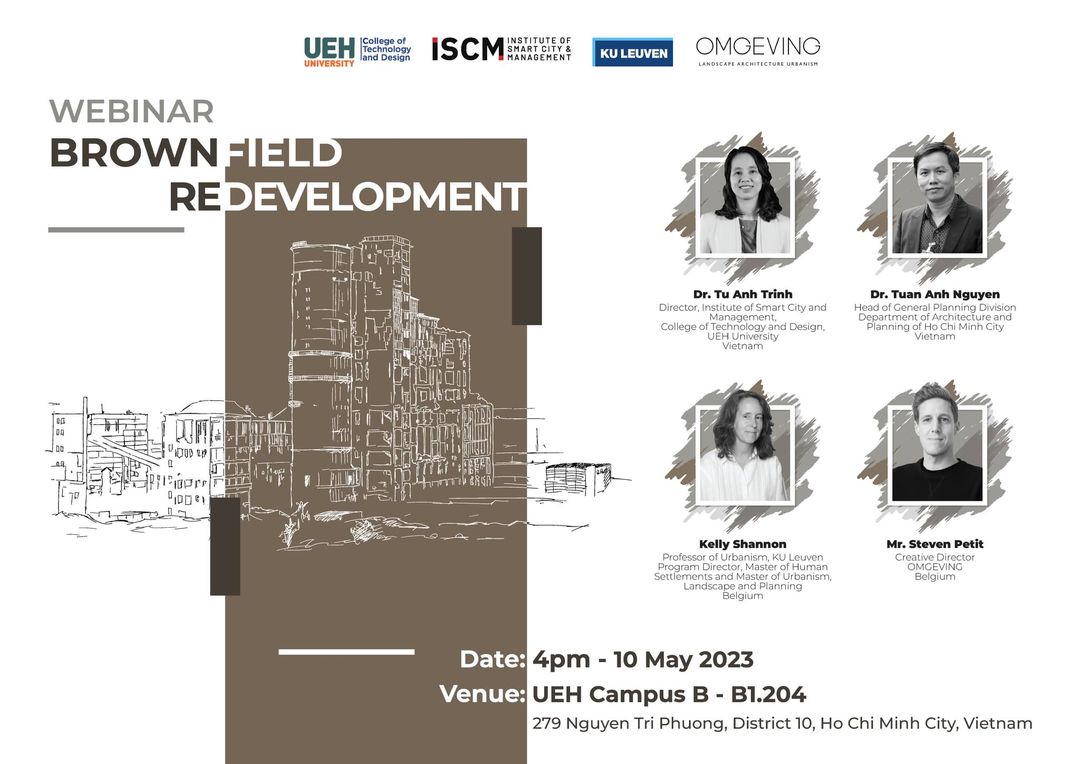 UEH
UNIVERSITY
College of
Technology
and Design
ISCM
INSTITUTE OF
SMART CITY &
MANAGEMENT
KU LEUVEN
OMGEVING
LANDSCAPE ARCHITECTURE URBANISM
WEBINAR
BROWNFIELD
REDEVELOPMENT
Dr. Tu Anh Trinh
Director, Institute of Smart City and
Management,
College of Technology and Design,
UEH University
Vietnam
Dr. Tuan Anh Nguyen
Head of General Planning Division
Department of Architecture and
Planning of Ho Chi Minh City
Vietnam
Kelly Shannon
Professor of Urbanism, KU Leuven
Program Director, Master of Human
Settlements and Master of Urbanism,
Landscape and Planning
Belgium
Mr. Steven Petit
Creative Director
OMGEVING
Belgium
Date: 4pm - 10 May 2023
Venue: UEH Campus B - B1.204
279 Nguyen Tri Phuong, District 10, Ho Chi Minh City, Vietnam